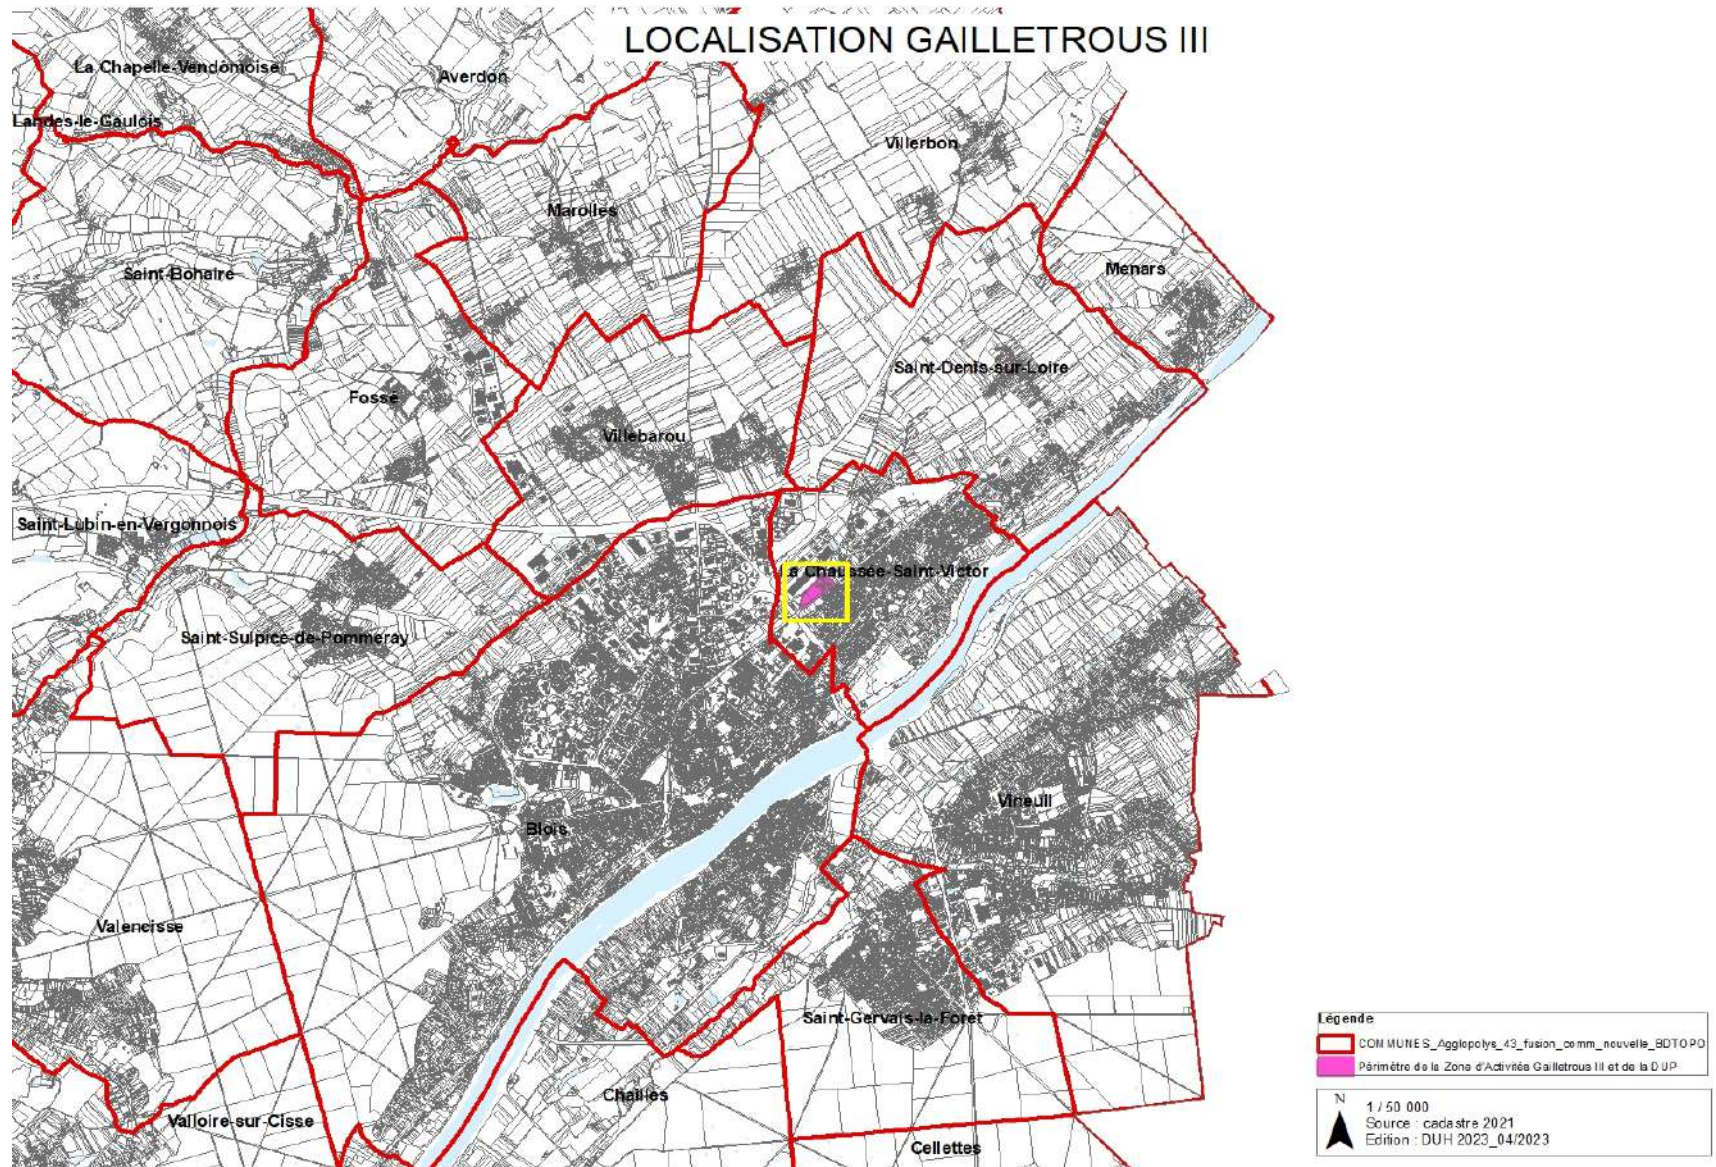 LOCALISATION GAILLETROUS III
La Chapelle-Vendômoise
Averdon
Landes-le-Gaulois
Villerbon
Marolles
Saint-Bohaire
Menars
Saint-Denis-sur-Loire
Fossé
Villebarou
Saint-Lubin-en-Vergonnois
La Chaussée-Saint-Victor
Saint-Sulpice-de-Pommeray
Vineuil
Blois
Valencisse
Saint-Gervais-la-Foret
Chailles
Valloire-sur-Cisse
Cellettes
Légende
COMMUNES_Agglopolys_43_fusion_comm_nouvelle_BDTOPO
Périmètre de la Zone d'Activités Gailletrous III et de la DUP
N
1 / 50 000
Source : cadastre 2021
Edition : DUH 2023_04/2023